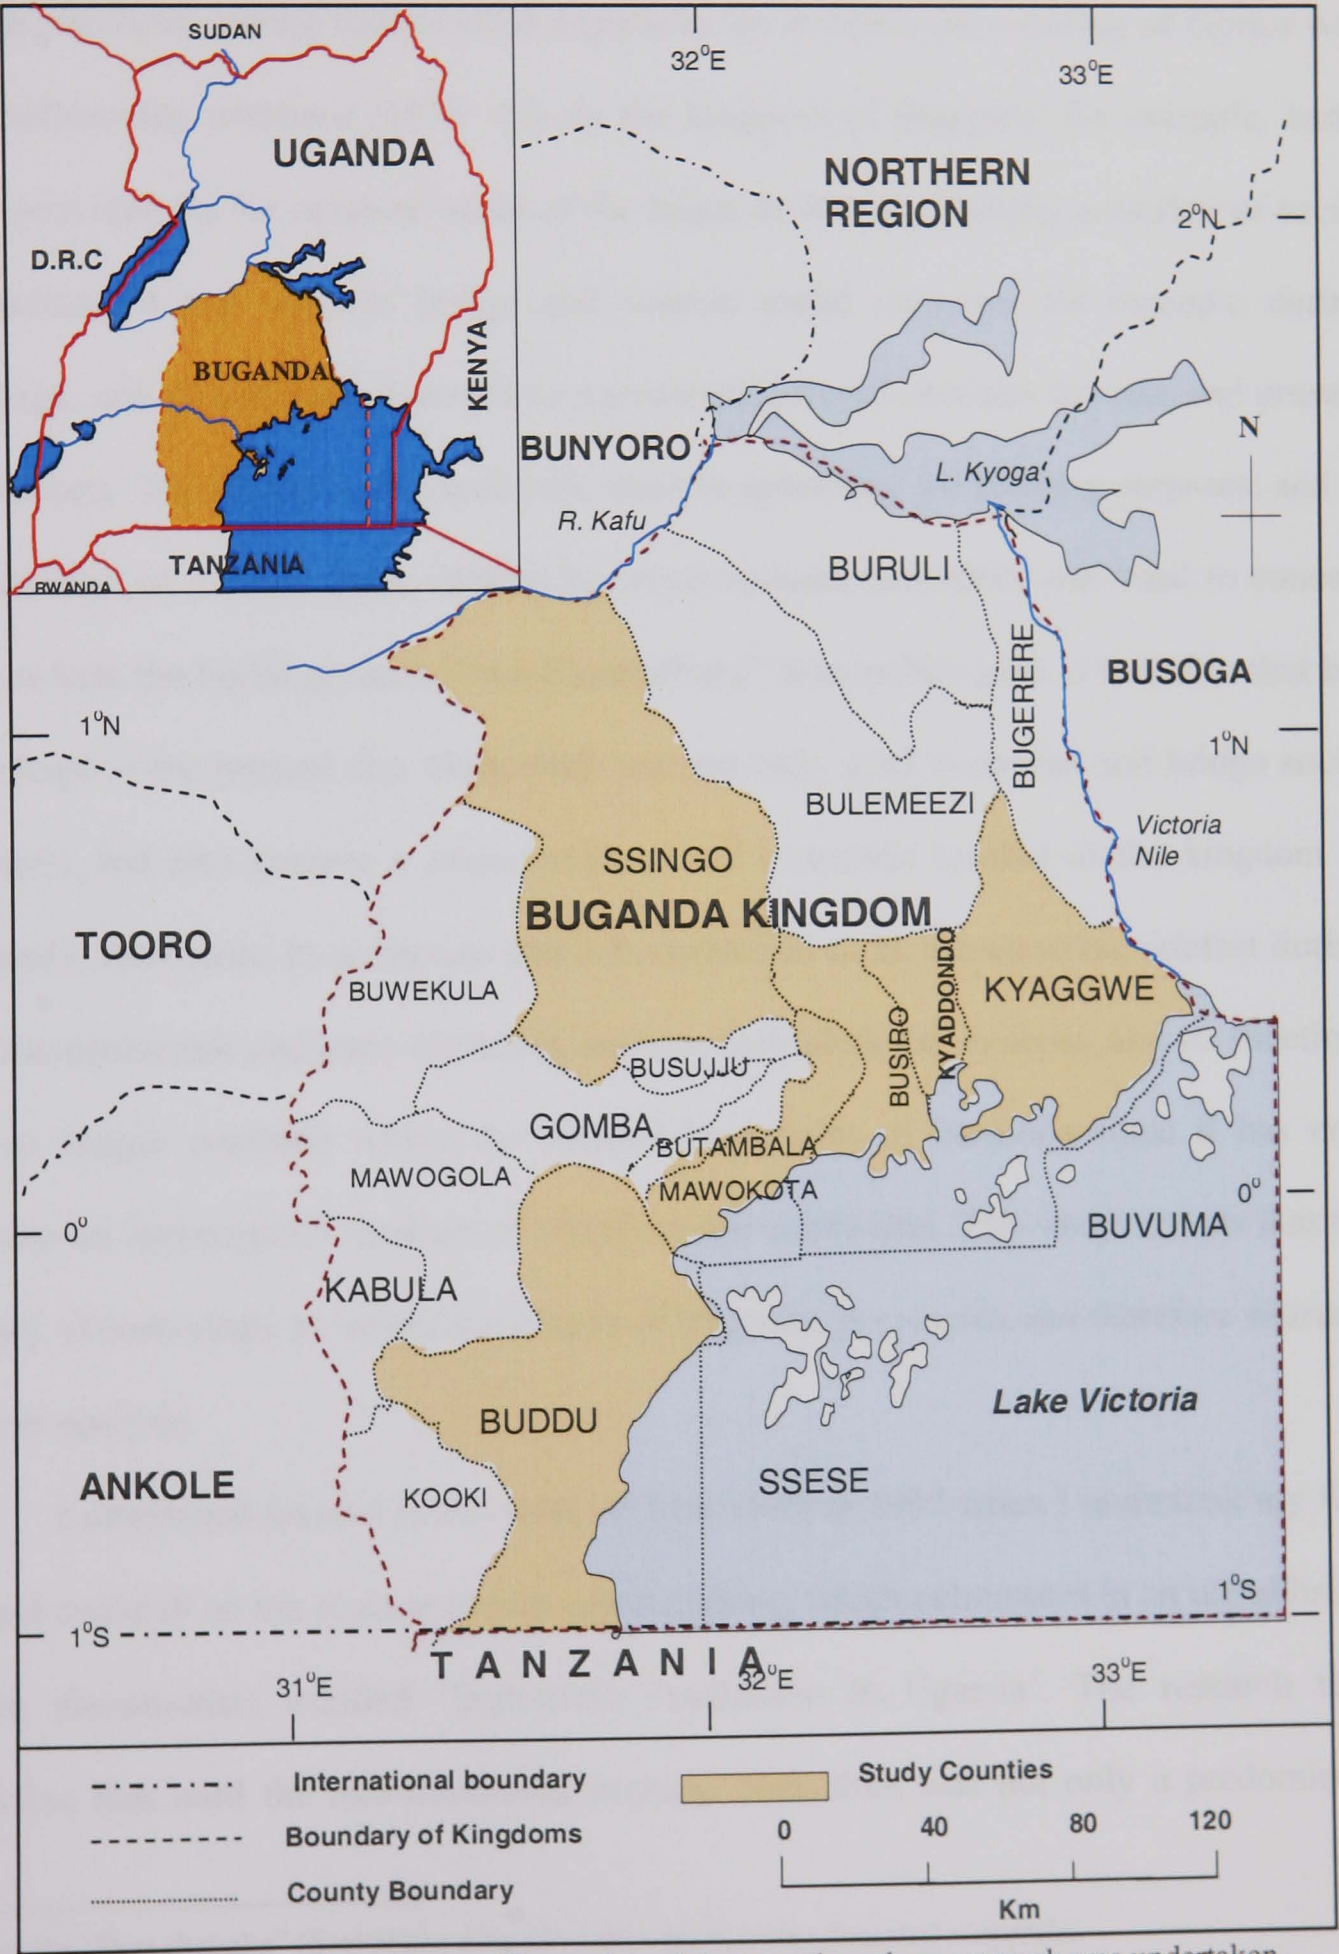 SUDAN
UGANDA
D.R.C
BUGANDA
KENYA
TANZANIA
RWANDA
32°E
33°E
NORTHERN
REGION
2°N
N
BUNYORO
L. Kyoga
R. Kafu
BURULI
BUGERERE
BUSOGA
1°N
1°N
BULEMEEZI
Victoria
Nile
SSINGO
BUGANDA KINGDOM
TOORO
BUWEKULA
KYADDONDO
KYAGGWE
BUSIRO
BUSUJJU
GOMBA
BUTAMBALA
MAWOGOLA
MAWOKOTA
0°
0°
BUVUMA
KABULA
Lake Victoria
BUDDU
ANKOLE
KOOKI
SSESE
1°S
1°S
TANZANIA
31°E
32°E
33°E
International boundary
Study Counties
Boundary of Kingdoms
0 40 80 120
County Boundary
Km
undertaken